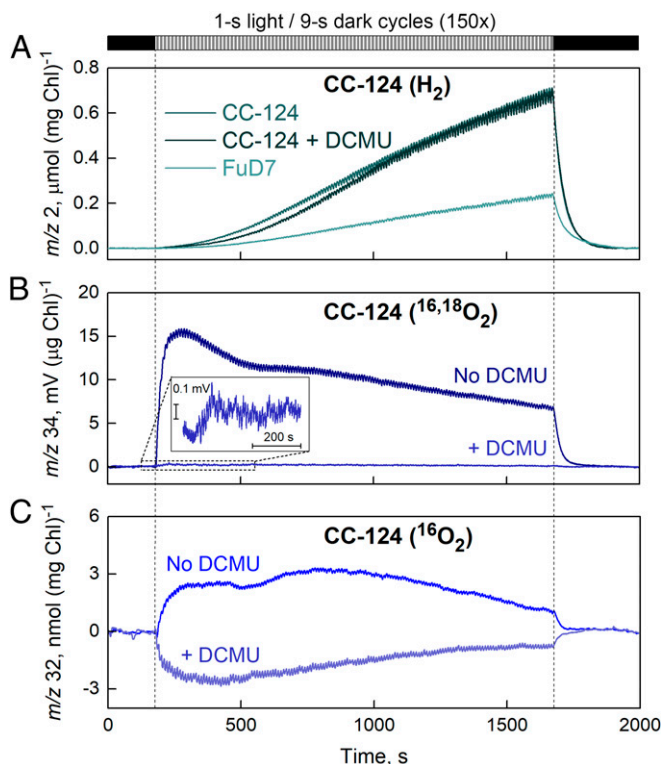 1-s light / 9-s dark cycles (150x)
A
CC-124 (H₂)
CC-124
CC-124 + DCMU
FuD7
m/z 2, µmol (mg Chl)⁻¹
0.8
0.6
0.4
0.2
0.0
B
CC-124 (¹⁶,¹⁸O₂)
No DCMU
+ DCMU
0.1 mV
200 s
m/z 34, mV (µg Chl)⁻¹
20
15
10
5
0
C
CC-124 (¹⁶O₂)
No DCMU
+ DCMU
m/z 32, nmol (mg Chl)⁻¹
6
3
0
-3
0 500 1000 1500 2000
Time, s